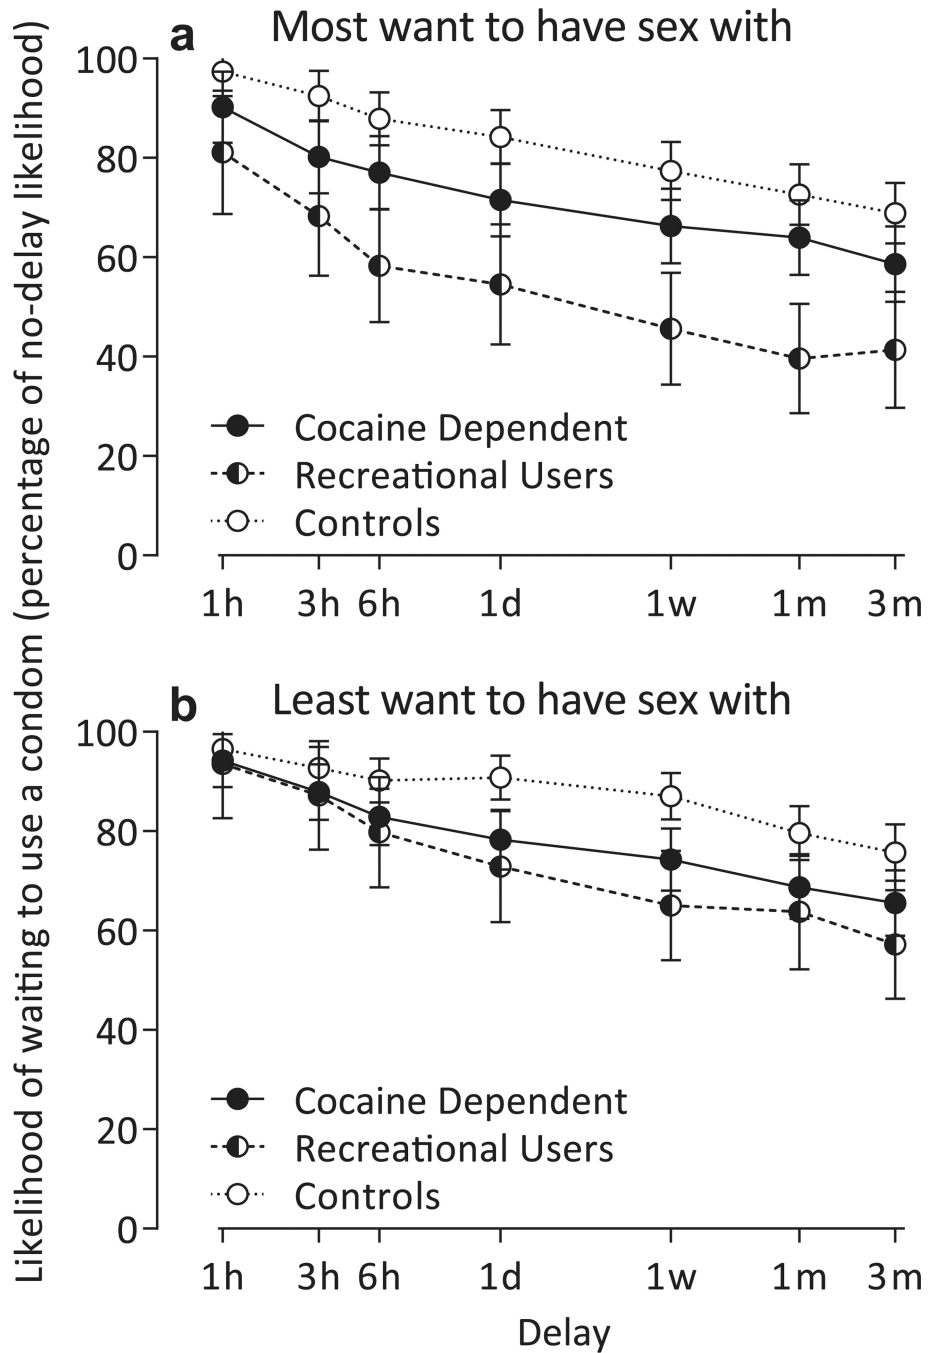 Likelihood of waiting to use a condom (percentage of no-delay likelihood)
a Most want to have sex with
100
80
60
40
20
0
Cocaine Dependent
Recreational Users
Controls
1h 3h 6h 1d 1w 1m 3m
b Least want to have sex with
100
80
60
40
20
0
Cocaine Dependent
Recreational Users
Controls
1h 3h 6h 1d 1w 1m 3m
Delay